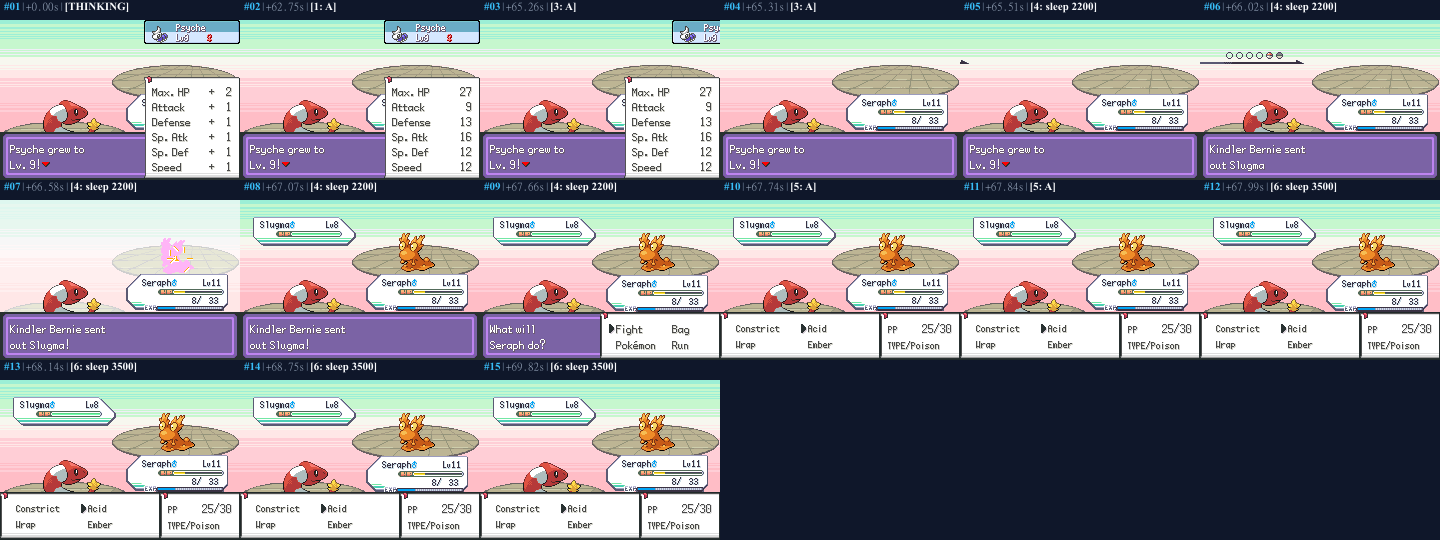 #01|+0.00s|[THINKING]
Psyche
Lv9
Max. HP + 2
Attack + 1
Defense + 1
Sp. Atk + 1
Sp. Def + 1
Speed + 1
Psyche grew to
Lv. 9!
#02|+62.75s|[1: A]
Psyche
Lv9
Max. HP 27
Attack 9
Defense 13
Sp. Atk 16
Sp. Def 12
Speed 12
Psyche grew to
Lv. 9!
#03|+65.26s|[3: A]
Psy
Lv9
Max. HP 27
Attack 9
Defense 13
Sp. Atk 16
Sp. Def 12
Speed 12
Psyche grew to
Lv. 9!
#04|+65.31s|[3: A]
Seraph♂ Lv11
8/ 33
EXP
Psyche grew to
Lv. 9!
#05|+65.51s|[4: sleep 2200]
Seraph♂ Lv11
8/ 33
EXP
Psyche grew to
Lv. 9!
#06|+66.02s|[4: sleep 2200]
Seraph♂ Lv11
8/ 33
EXP
Kindler Bernie sent
out Slugma
#07|+66.58s|[4: sleep 2200]
Seraph♂ Lv11
8/ 33
EXP
Kindler Bernie sent
out Slugma!
#08|+67.07s|[4: sleep 2200]
Slugma♂ Lv8
Seraph♂ Lv11
8/ 33
EXP
Kindler Bernie sent
out Slugma!
#09|+67.66s|[4: sleep 2200]
Slugma♂ Lv8
Seraph♂ Lv11
8/ 33
EXP
What will
Seraph do?
Fight Bag
Pokémon Run
#10|+67.74s|[5: A]
Slugma♂ Lv8
Seraph♂ Lv11
8/ 33
EXP
Constrict Acid
Wrap Ember
PP 25/30
TYPE/Poison
#11|+67.84s|[5: A]
Slugma♂ Lv8
Seraph♂ Lv11
8/ 33
EXP
Constrict Acid
Wrap Ember
PP 25/30
TYPE/Poison
#12|+67.99s|[6: sleep 3500]
Slugma♂ Lv8
Seraph♂ Lv11
8/ 33
EXP
Constrict Acid
Wrap Ember
PP 25/30
TYPE/Poison
#13|+68.14s|[6: sleep 3500]
Slugma♂ Lv8
Seraph♂ Lv11
8/ 33
EXP
Constrict Acid
Wrap Ember
PP 25/30
TYPE/Poison
#14|+68.75s|[6: sleep 3500]
Slugma♂ Lv8
Seraph♂ Lv11
8/ 33
EXP
Constrict Acid
Wrap Ember
PP 25/30
TYPE/Poison
#15|+69.82s|[6: sleep 3500]
Slugma♂ Lv8
Seraph♂ Lv11
8/ 33
EXP
Constrict Acid
Wrap Ember
PP 25/30
TYPE/Poison